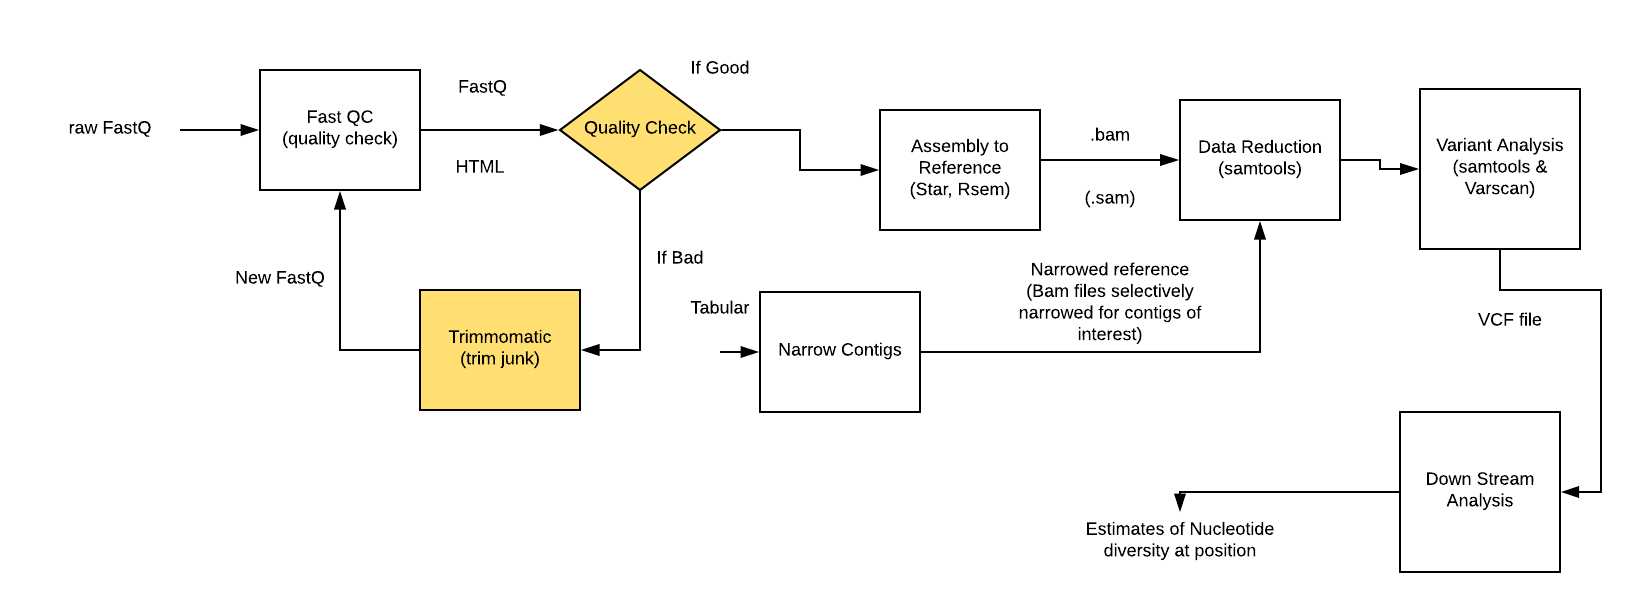 raw FastQ
Fast QC
(quality check)
FastQ
HTML
Quality Check
If Good
If Bad
New FastQ
Trimmomatic
(trim junk)
Assembly to
Reference
(Star, Rsem)
.bam
(.sam)
Data Reduction
(samtools)
Variant Analysis
(samtools &
Varscan)
Tabular
Narrow Contigs
Narrowed reference
(Bam files selectively
narrowed for contigs of
interest)
VCF file
Down Stream
Analysis
Estimates of Nucleotide
diversity at position